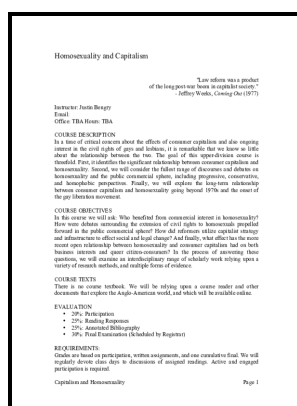 Homosexuality and Capitalism
"Law reform was a product
of the long post-war boom in capitalist society."
- Jeffrey Weeks, Coming Out (1977)
Instructor: Justin Bengry
Email:
Office: TBA Hours: TBA
COURSE DESCRIPTION
In a time of critical concern about the effects of consumer capitalism and also ongoing
interest in the civil rights of gays and lesbians, it is remarkable that we know so little
about the relationship between the two. The goal of this upper-division course is
threefold. First, it identifies the significant relationship between consumer capitalism and
homosexuality. Second, we will consider the fullest range of discourses and debates on
homosexuality and the public commercial sphere, including progressive, conservative,
and homophobic perspectives. Finally, we will explore the long-term relationship
between consumer capitalism and homosexuality going beyond 1970s and the onset of
the gay liberation movement.
COURSE OBJECTIVES
In this course we will ask: Who benefited from commercial interest in homosexuality?
How were debates surrounding the extension of civil rights to homosexuals propelled
forward in the public commercial sphere? How did reformers utilize capitalist strategy
and infrastructure to effect social and legal change? And finally, what effect has the more
recent open relationship between homosexuality and consumer capitalism had on both
business interests and queer citizen-consumers? In the process of answering these
questions, we will examine an interdisciplinary range of scholarly work relying upon a
variety of research methods, and multiple forms of evidence.
COURSE TEXTS
There is no course textbook. We will be relying upon a course reader and other
documents that explore the Anglo-American world, and which will be available online.
EVALUATION
• 20%: Participation
• 25%: Reading Responses
• 25%: Annotated Bibliography
• 30%: Final Examination (Scheduled by Registrar)
REQUIREMENTS:
Grades are based on participation, written assignments, and one cumulative final. We will
regularly devote class days to discussions of assigned readings. Active and engaged
participation is required.
Capitalism and Homosexuality Page 1